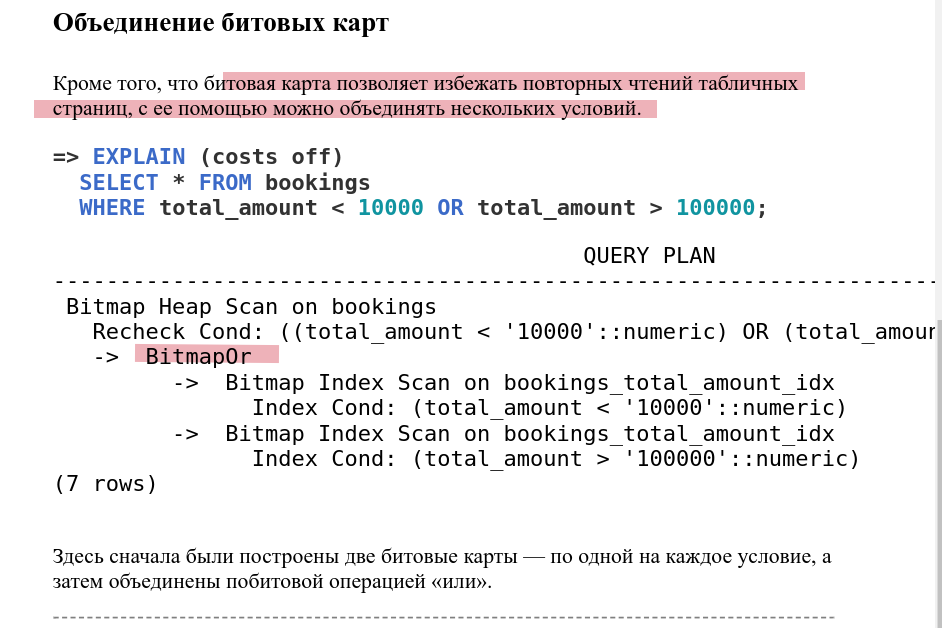 Объединение битовых карт
Кроме того, что битовая карта позволяет избежать повторных чтений табличных
страниц, с ее помощью можно объединять нескольких условий.
=> EXPLAIN (costs off)
  SELECT * FROM bookings
  WHERE total_amount < 10000 OR total_amount > 100000;
QUERY PLAN
-------------------------------------------------------------------
 Bitmap Heap Scan on bookings
   Recheck Cond: ((total_amount < '10000'::numeric) OR (total_amour
   ->  BitmapOr
         ->  Bitmap Index Scan on bookings_total_amount_idx
               Index Cond: (total_amount < '10000'::numeric)
         ->  Bitmap Index Scan on bookings_total_amount_idx
               Index Cond: (total_amount > '100000'::numeric)
(7 rows)
Здесь сначала были построены две битовые карты — по одной на каждое условие, а
затем объединены побитовой операцией «или».